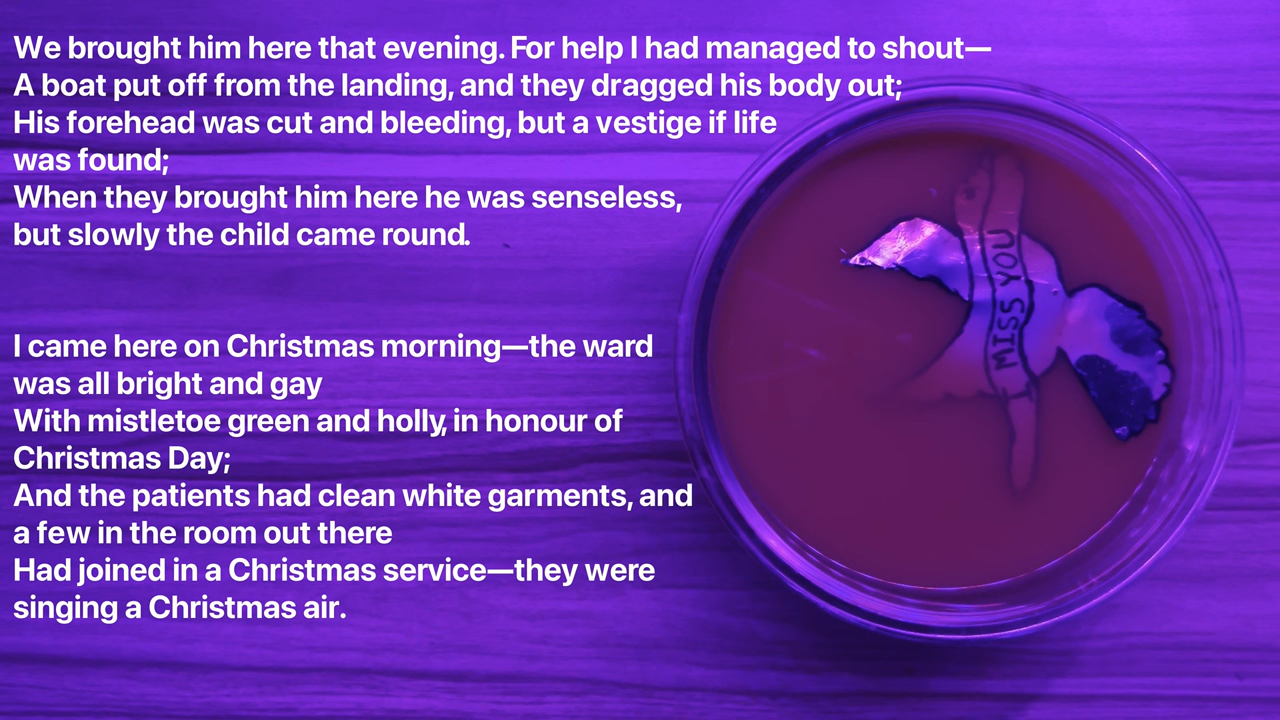 We brought him here that evening. For help I had managed to shout—
A boat put off from the landing, and they dragged his body out;
His forehead was cut and bleeding, but a vestige if life
was found;
When they brought him here he was senseless,
but slowly the child came round.
I came here on Christmas morning—the ward
was all bright and gay
With mistletoe green and holly, in honour of
Christmas Day;
And the patients had clean white garments, and
a few in the room out there
Had joined in a Christmas service—they were
singing a Christmas air.
MISS YOU